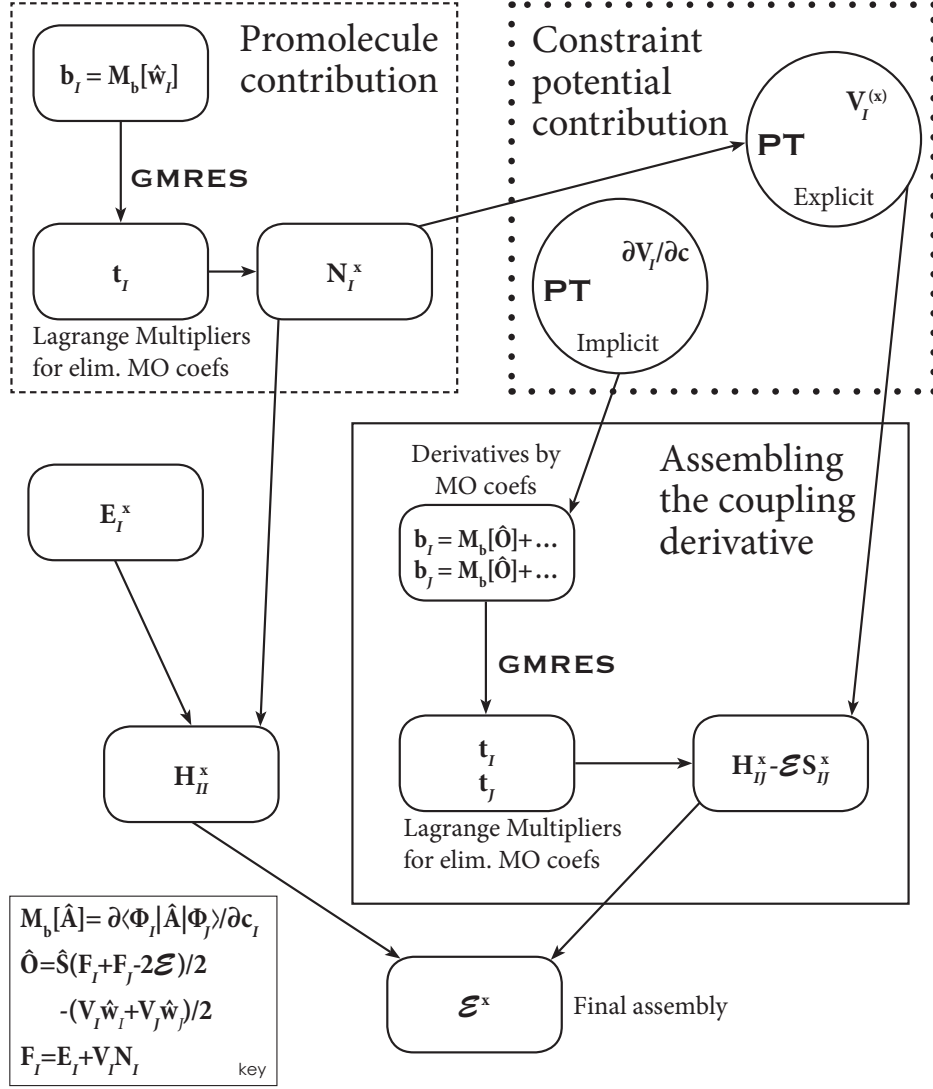 Promolecule
contribution
b_I = M_b[ŵ_I]
GMRES
t_I
N_I^x
Lagrange Multipliers
for elim. MO coefs
Constraint
potential
contribution
V_I^(x)
PT
Explicit
∂V_I/∂c
PT
Implicit
E_I^x
H_II^x
Assembling
the coupling
derivative
Derivatives by
MO coefs
b_I = M_b[Ô]+...
b_J = M_b[Ô]+...
GMRES
t_I
t_J
Lagrange Multipliers
for elim. MO coefs
H_IJ^x-ℰS_IJ^x
ℰ^x
Final assembly
M_b[Â]= ∂⟨Φ_I|Â|Φ_J⟩/∂c_I
Ô=Ŝ(F_I+F_J-2ℰ)/2
-(V_Iŵ_I+V_Jŵ_J)/2
F_I=E_I+V_IN_I
key